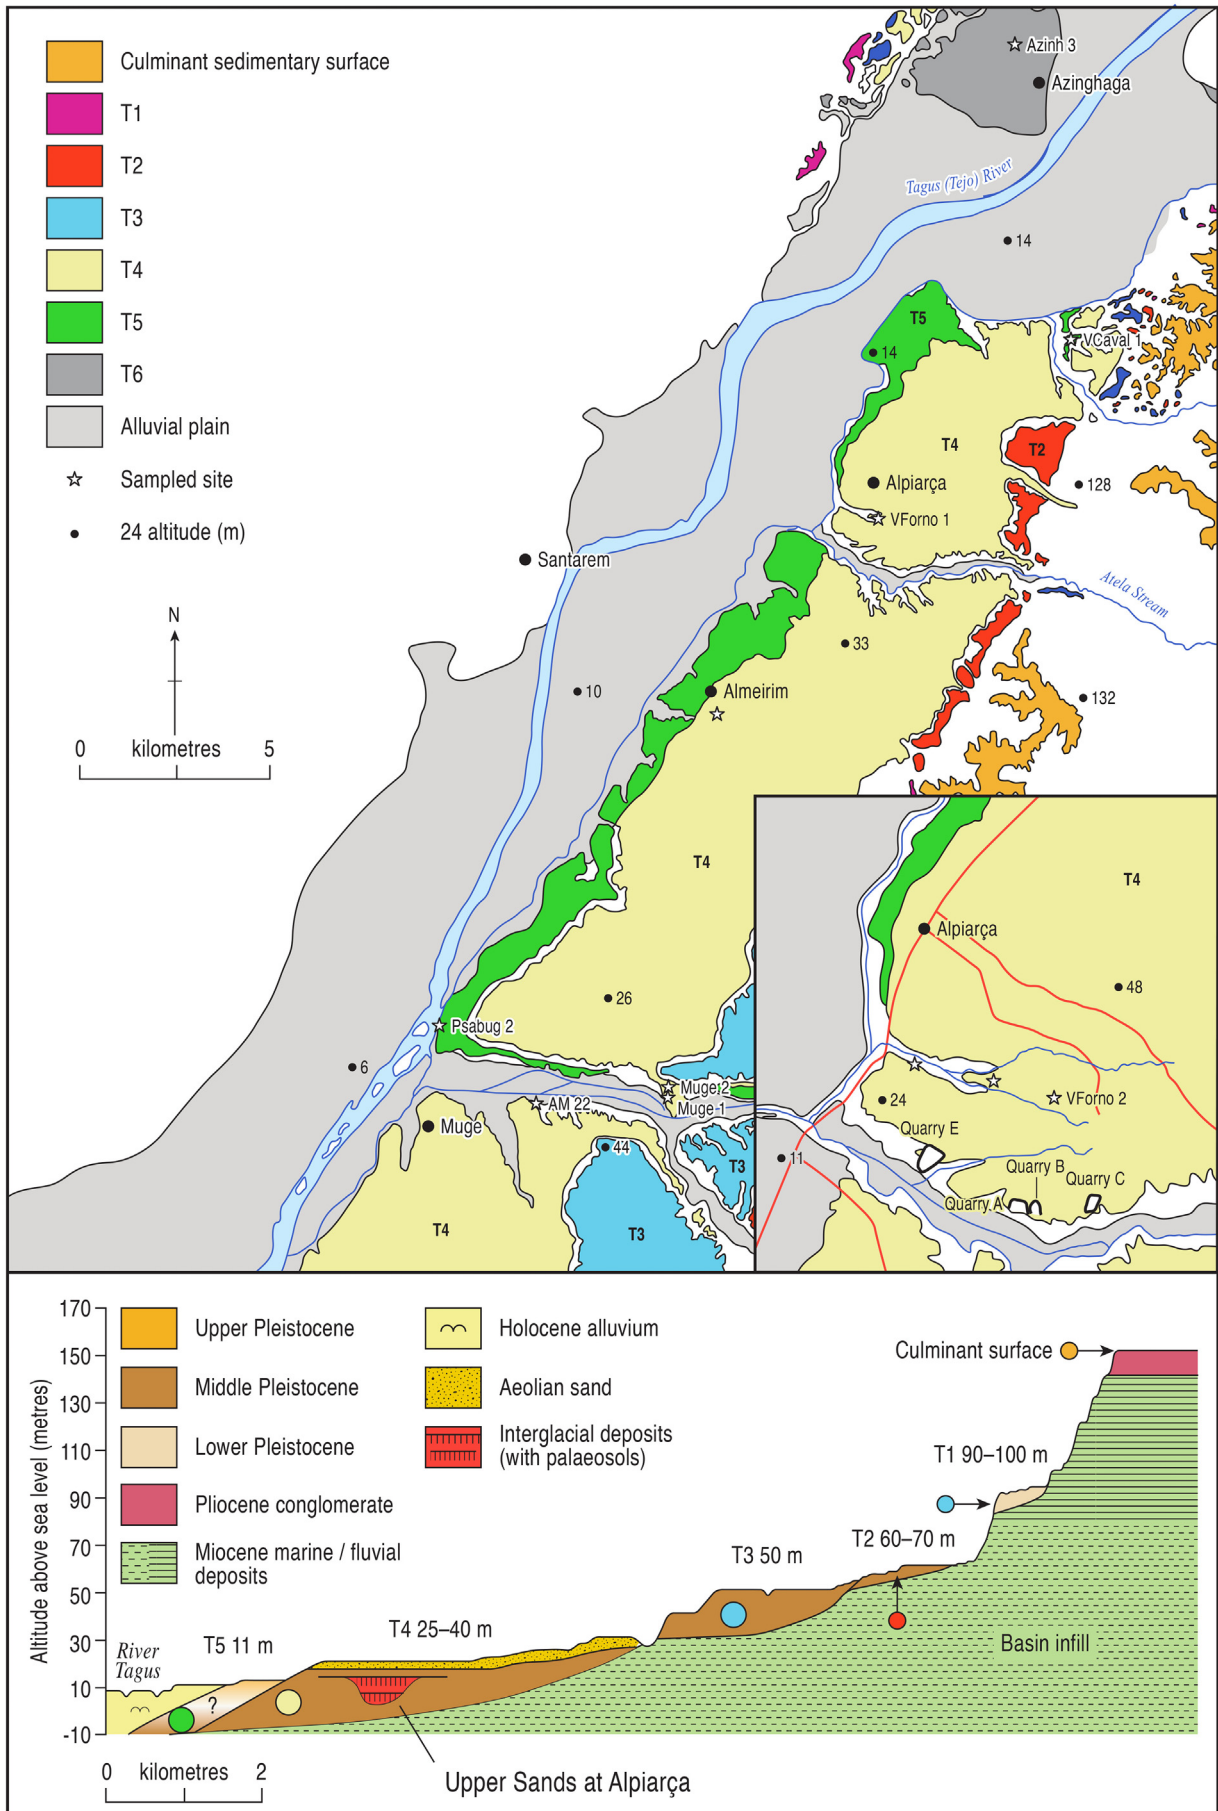 Culminant sedimentary surface
T1
T2
T3
T4
T5
T6
Alluvial plain
Sampled site
24 altitude (m)
N
0 kilometres 5
Azinh 3
Azinghaga
Tagus (Tejo) River
14
T5
14
VCaval 1
T4
T2
128
Alpiarça
VForno 1
Santarem
Atela Stream
33
10
Almeirim
132
T4
26
Psabug 2
6
Muge 2
Muge 1
AM 22
Muge
44
T3
T4
T3
T4
Alpiarça
48
24
VForno 2
Quarry E
11
Quarry B
Quarry C
Quarry A
170
150
130
110
90
70
50
30
10
-10
Altitude above sea level (metres)
Upper Pleistocene
Middle Pleistocene
Lower Pleistocene
Pliocene conglomerate
Miocene marine / fluvial
deposits
Holocene alluvium
Aeolian sand
Interglacial deposits
(with palaeosols)
Culminant surface
T1 90–100 m
T2 60–70 m
T3 50 m
T4 25–40 m
T5 11 m
River
Tagus
?
Basin infill
0 kilometres 2
Upper Sands at Alpiarça